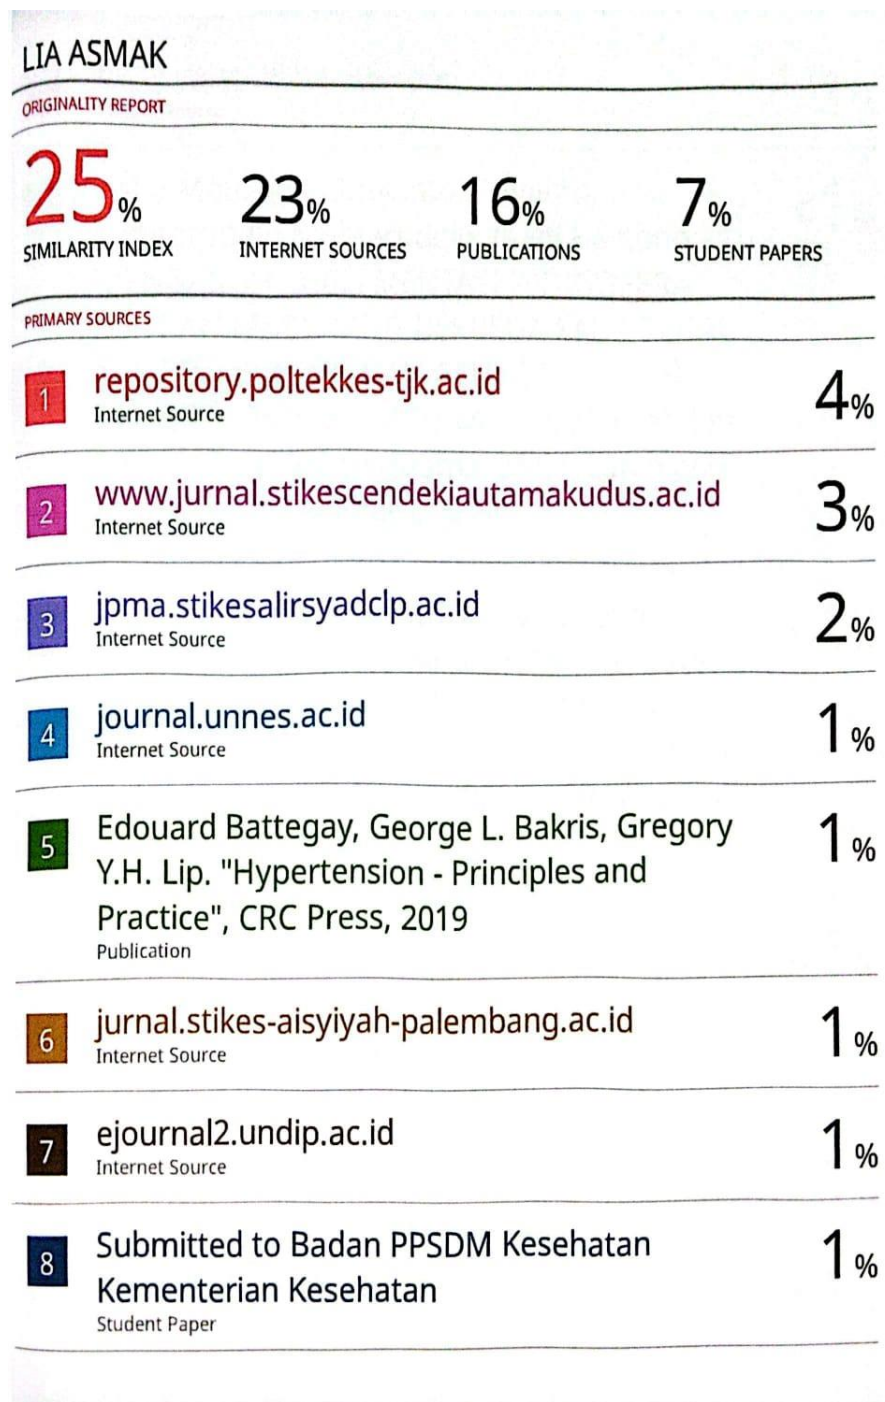 LIA ASMAK
ORIGINALITY REPORT
25%
23%
16%
7%
SIMILARITY INDEX
INTERNET SOURCES
PUBLICATIONS
STUDENT PAPERS
PRIMARY SOURCES
1
repository.poltekkes-tjk.ac.id
4%
Internet Source
2
www.jurnal.stikescendekiautamakudus.ac.id
3%
Internet Source
3
jpma.stikesalirsyadclp.ac.id
2%
Internet Source
4
journal.unnes.ac.id
1%
Internet Source
5
Edouard Battegay, George L. Bakris, Gregory
1%
Y.H. Lip. "Hypertension - Principles and
Practice", CRC Press, 2019
Publication
6
jurnal.stikes-aisyiyah-palembang.ac.id
1%
Internet Source
7
ejournal2.undip.ac.id
1%
Internet Source
8
Submitted to Badan PPSDM Kesehatan
1%
Kementerian Kesehatan
Student Paper